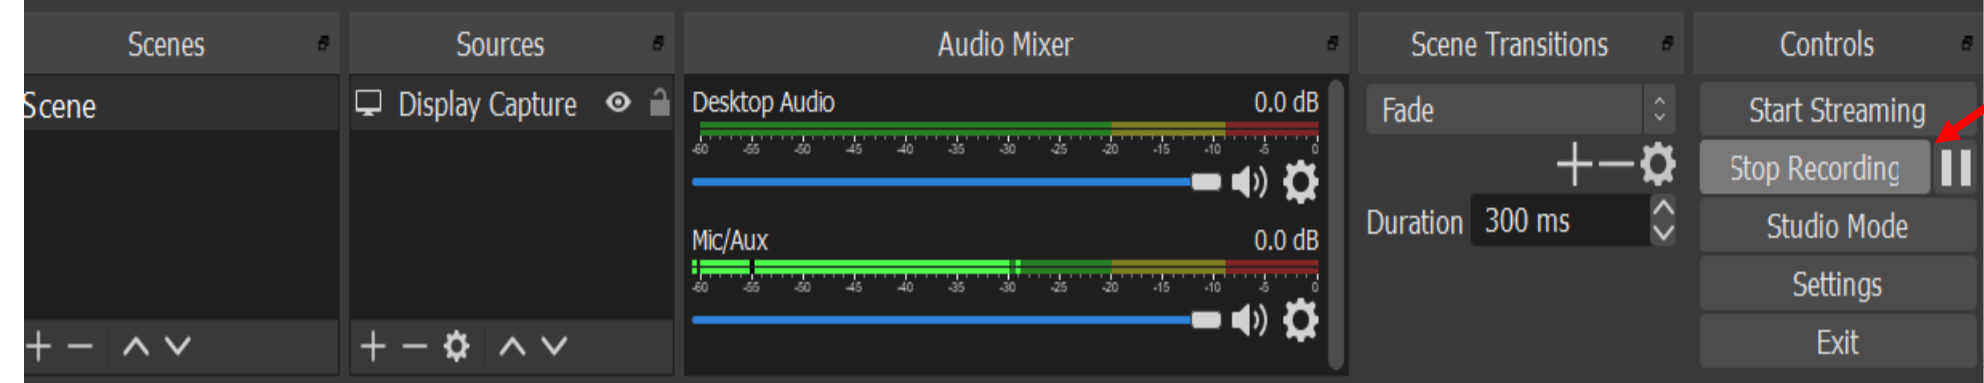 Scenes
Sources
Audio Mixer
Scene Transitions
Controls
Scene
Display Capture
Desktop Audio 0.0 dB
-60 -55 -50 -45 -40 -35 -30 -25 -20 -15 -10 -5 0
Mic/Aux 0.0 dB
-60 -55 -50 -45 -40 -35 -30 -25 -20 -15 -10 -5 0
Fade
Duration 300 ms
Start Streaming
Stop Recording
Studio Mode
Settings
Exit